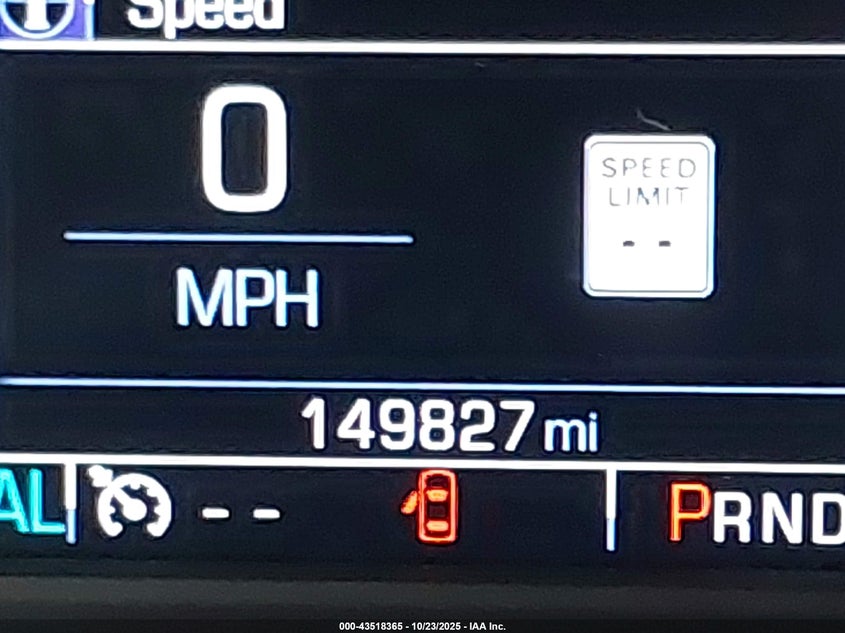 Speed
0
SPEED
LIMIT
- -
MPH
149827 mi
AL
- -
PRND
000-43518365 - 10/23/2025 - IAA Inc.